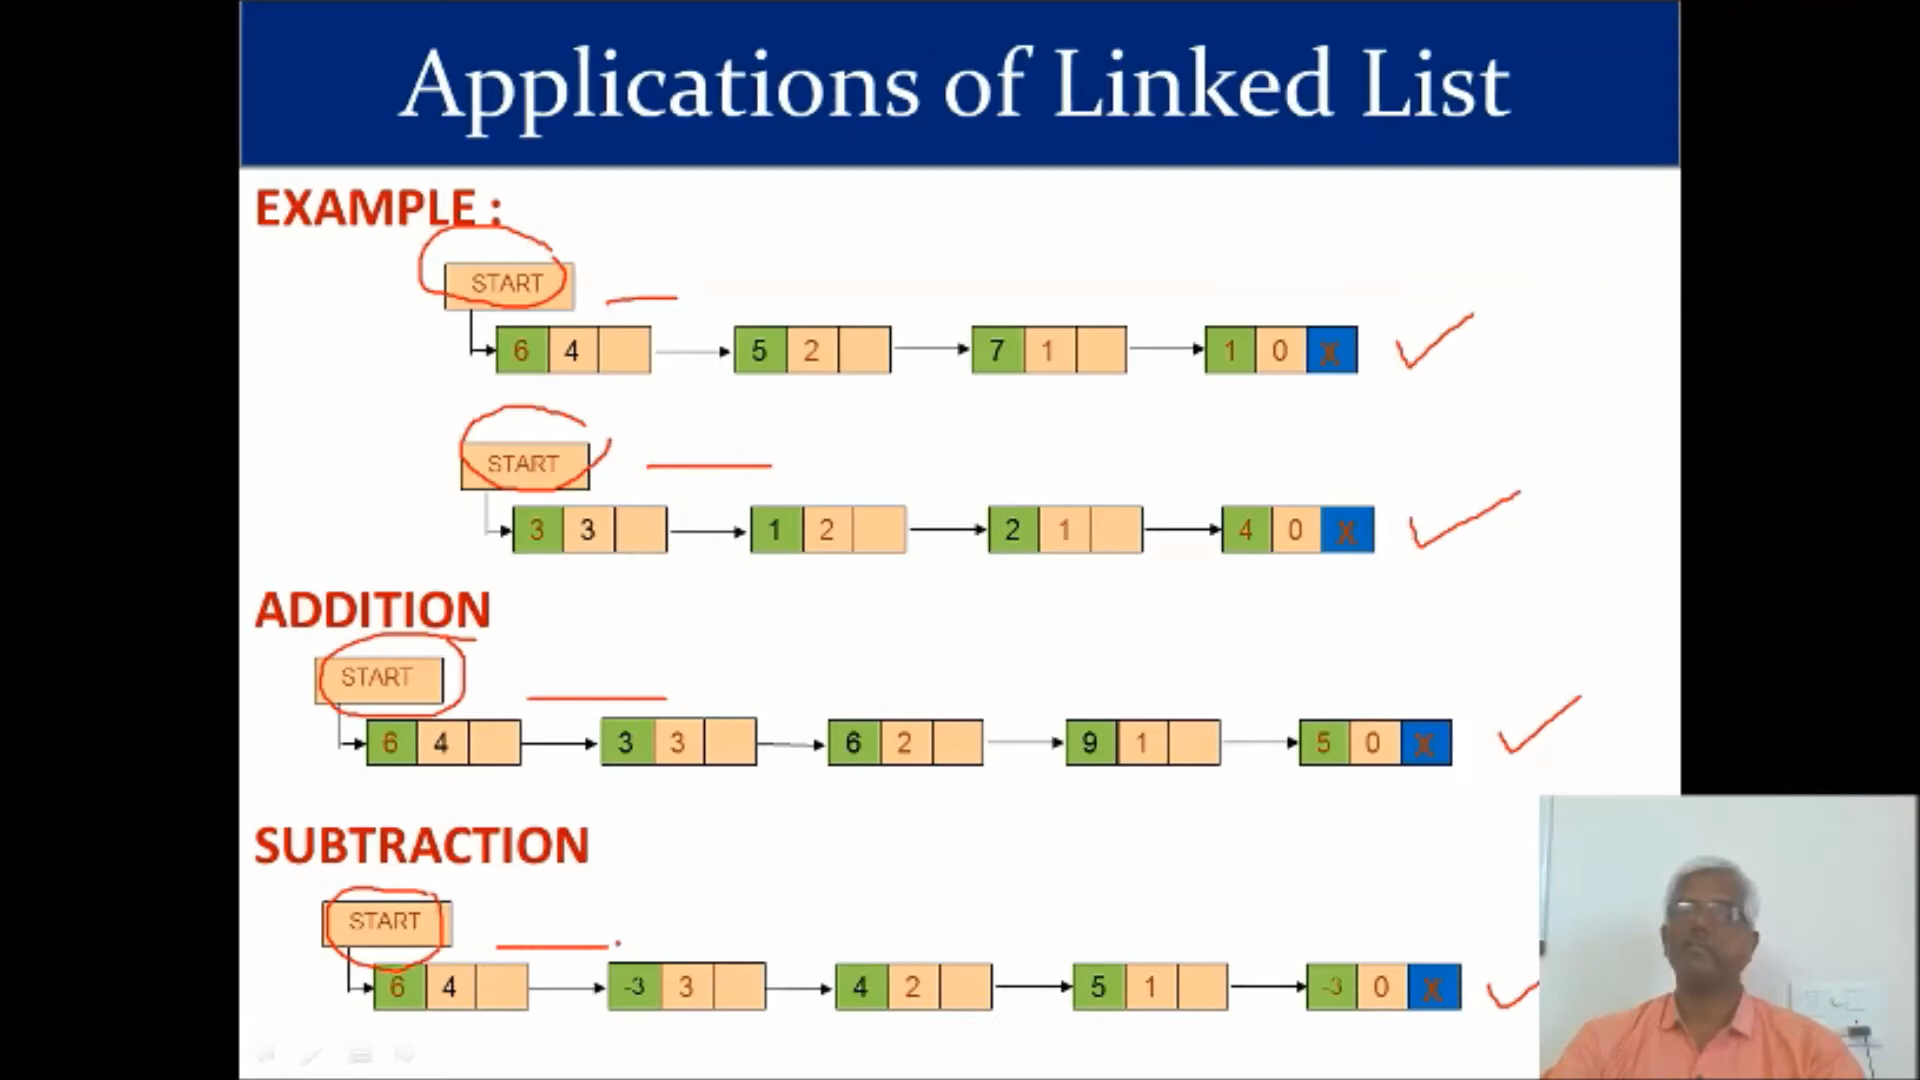 Applications of Linked List
EXAMPLE :
START
6 4 5 2 7 1 1 0 X
START
3 3 1 2 2 1 4 0 X
ADDITION
START
6 4 3 3 6 2 9 1 5 0 X
SUBTRACTION
START
6 4 -3 3 4 2 5 1 -3 0 X